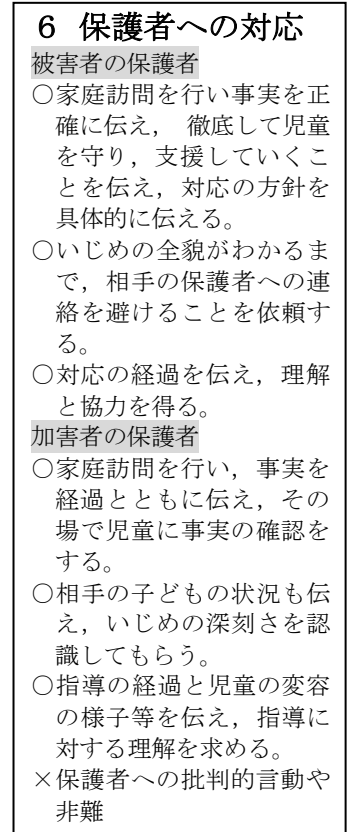 ６ 保護者への対応
被害者の保護者
○家庭訪問を行い事実を正
確に伝え， 徹底して児童
を守り，支援していくこ
とを伝え，対応の方針を
具体的に伝える。
○いじめの全貌がわかるま
で，相手の保護者への連
絡を避けることを依頼す
る。
○対応の経過を伝え，理解
と協力を得る。
加害者の保護者
○家庭訪問を行い，事実を
経過とともに伝え，その
場で児童に事実の確認を
する。
○相手の子どもの状況も伝
え，いじめの深刻さを認
識してもらう。
○指導の経過と児童の変容
の様子等を伝え，指導に
対する理解を求める。
×保護者への批判的言動や
非難